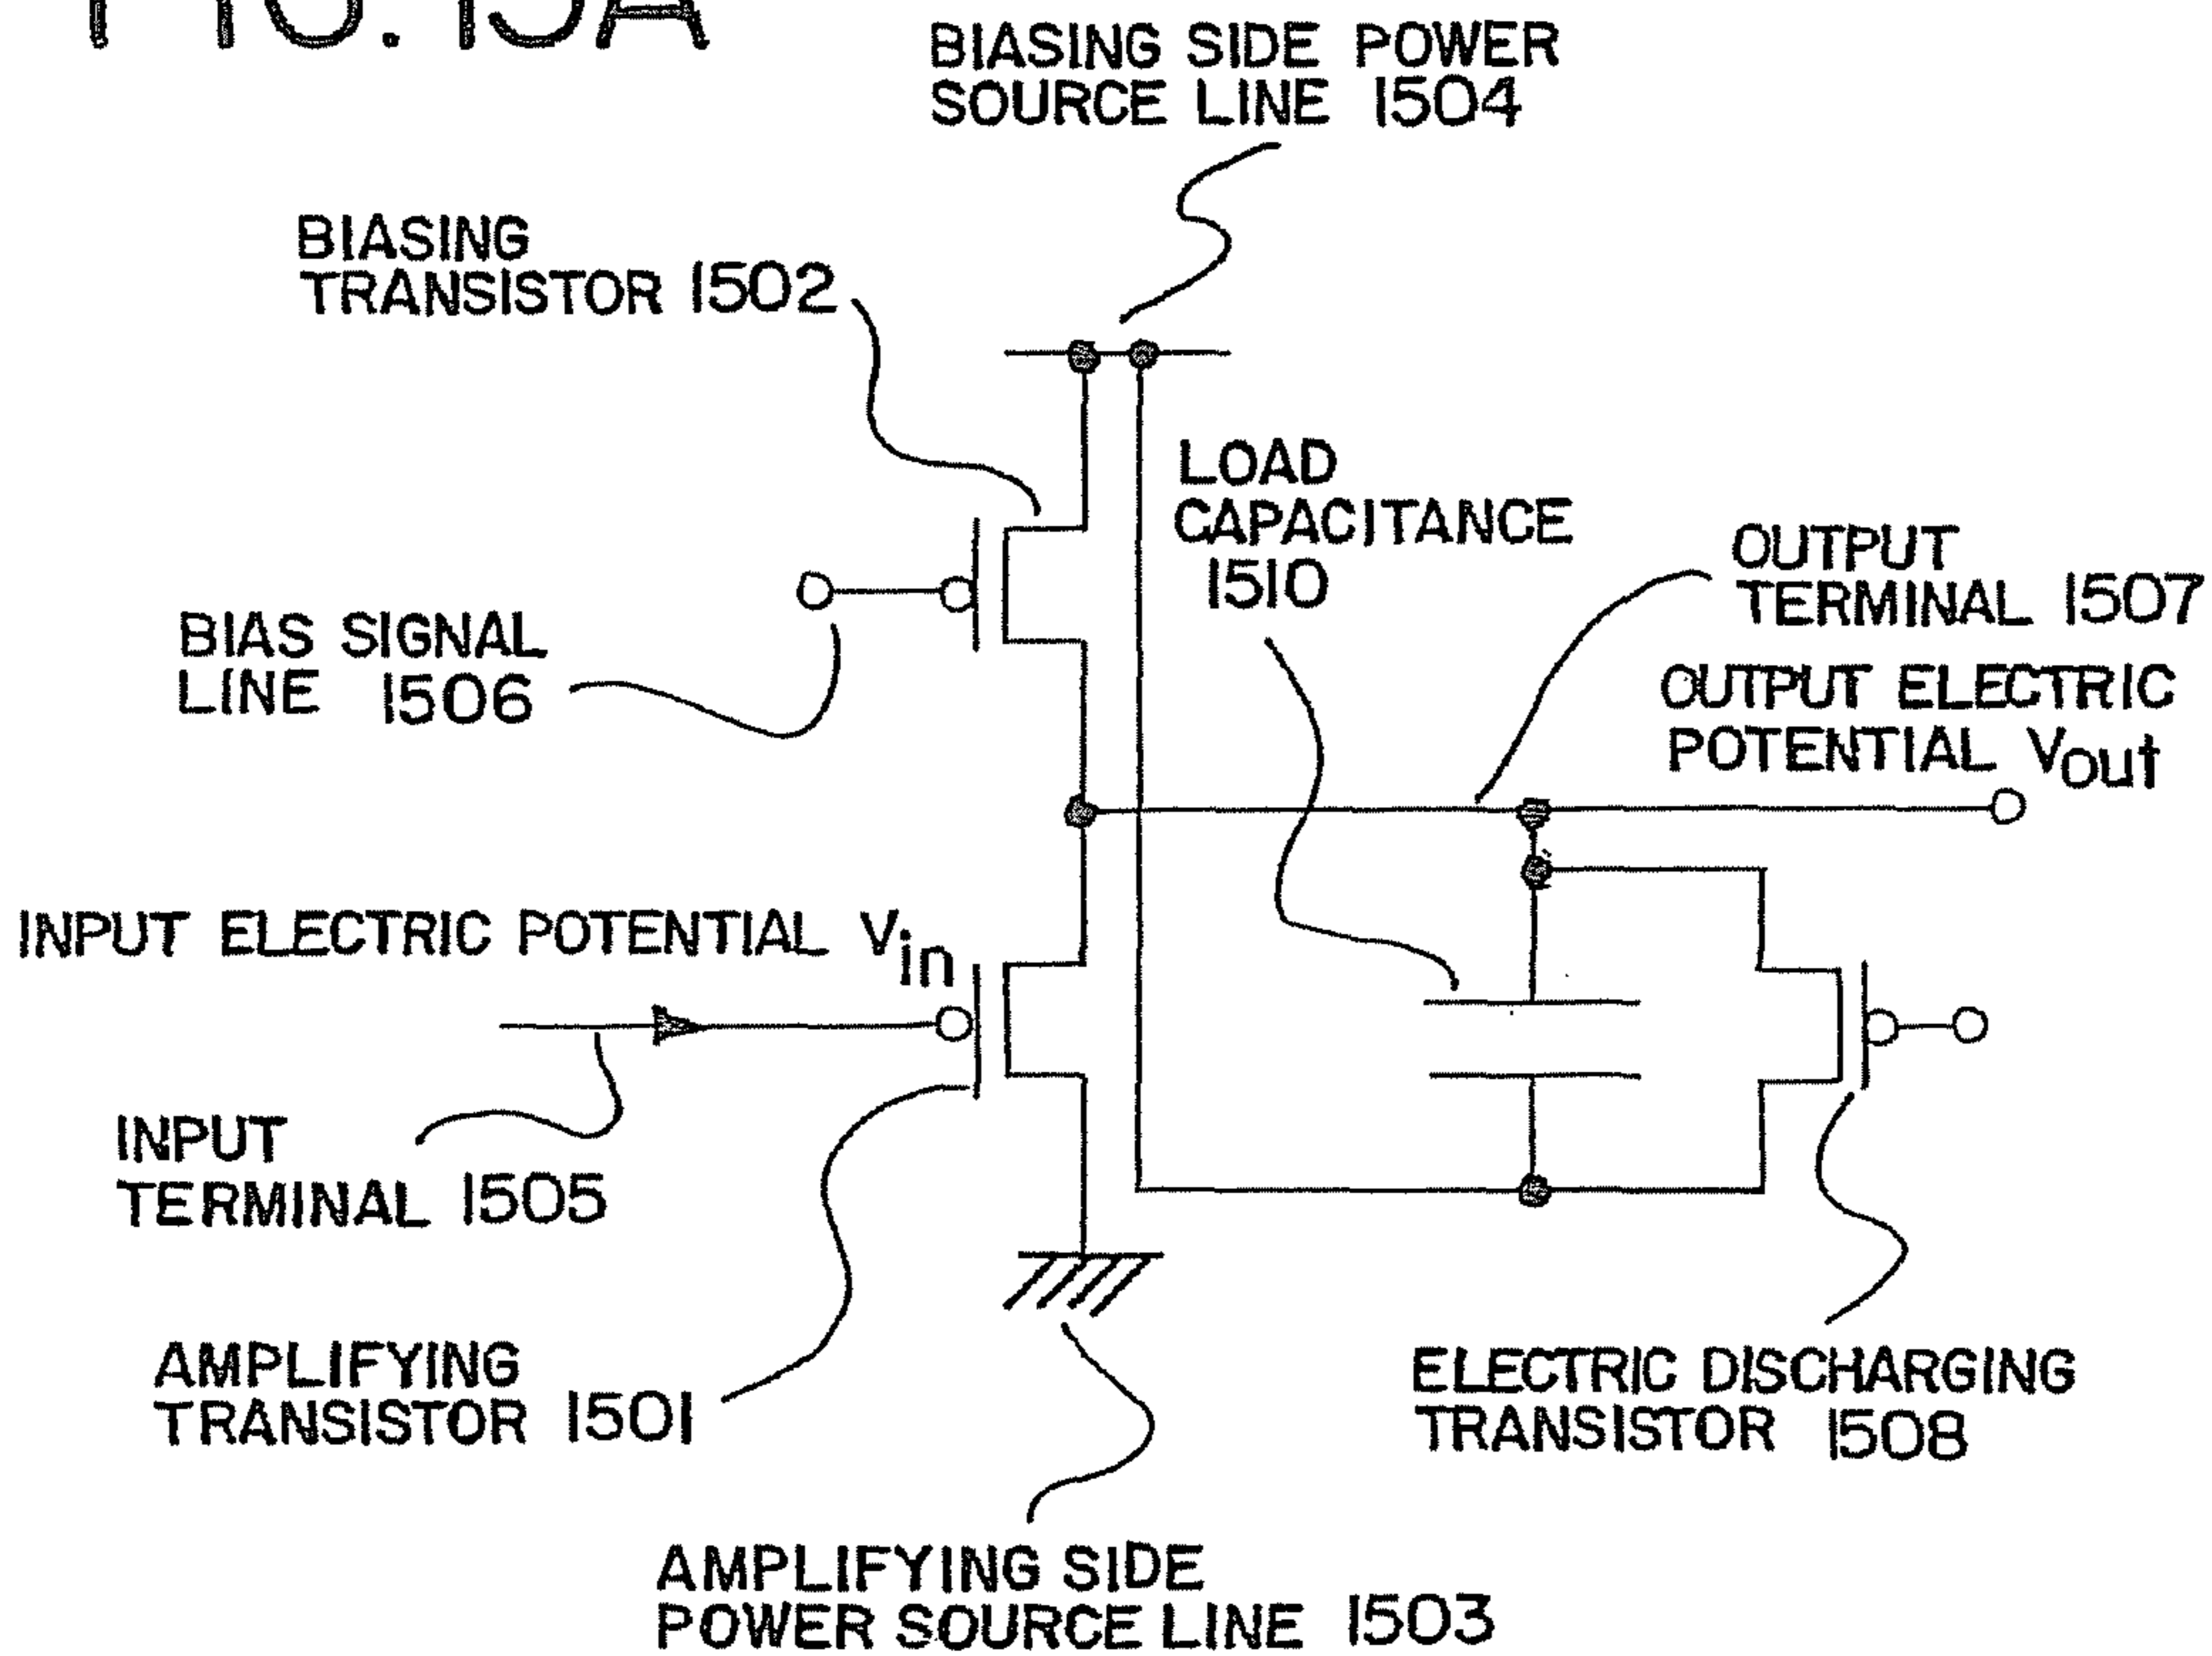 FIG. 15A
BIASING SIDE POWER
SOURCE LINE 1504
BIASING
TRANSISTOR 1502
LOAD
CAPACITANCE
1510
OUTPUT
TERMINAL 1507
BIAS SIGNAL
LINE 1506
OUTPUT ELECTRIC
POTENTIAL Vout
INPUT ELECTRIC POTENTIAL Vin
INPUT
TERMINAL 1505
AMPLIFYING
TRANSISTOR 1501
ELECTRIC DISCHARGING
TRANSISTOR 1508
AMPLIFYING SIDE
POWER SOURCE LINE 1503